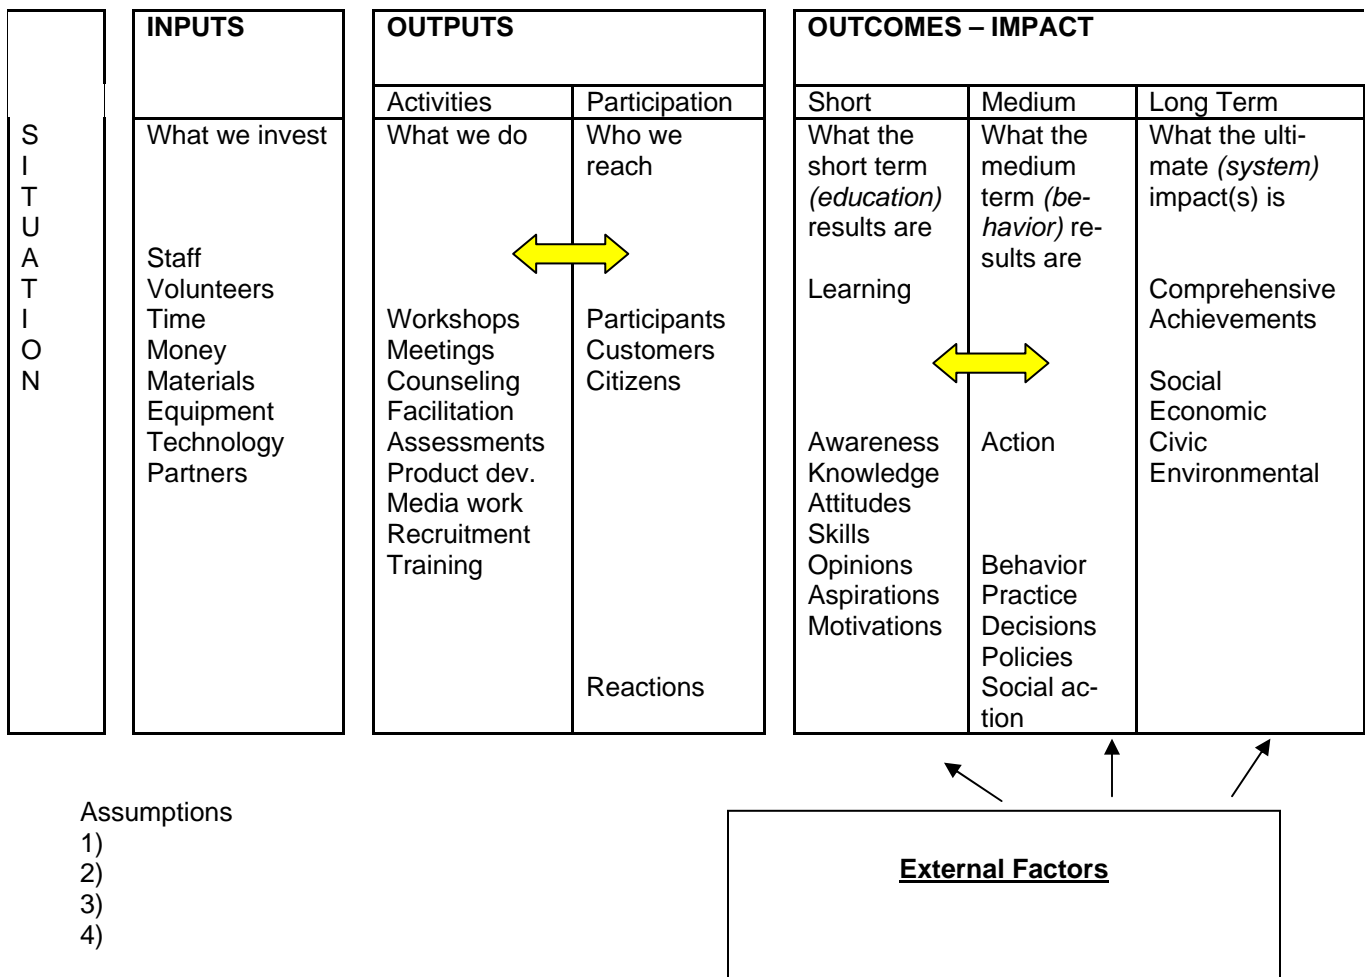 INPUTS
OUTPUTS
OUTCOMES – IMPACT
Activities
Participation
Short
Medium
Long Term
S
I
T
U
A
T
I
O
N
What we invest
Staff
Volunteers
Time
Money
Materials
Equipment
Technology
Partners
What we do
Workshops
Meetings
Counseling
Facilitation
Assessments
Product dev.
Media work
Recruitment
Training
Who we
reach
Participants
Customers
Citizens
Reactions
What the
short term
(education)
results are
Learning
Awareness
Knowledge
Attitudes
Skills
Opinions
Aspirations
Motivations
What the
medium
term (be-
havior) re-
sults are
Action
Behavior
Practice
Decisions
Policies
Social ac-
tion
What the ulti-
mate (system)
impact(s) is
Comprehensive
Achievements
Social
Economic
Civic
Environmental
Assumptions
1)
2)
3)
4)
External Factors